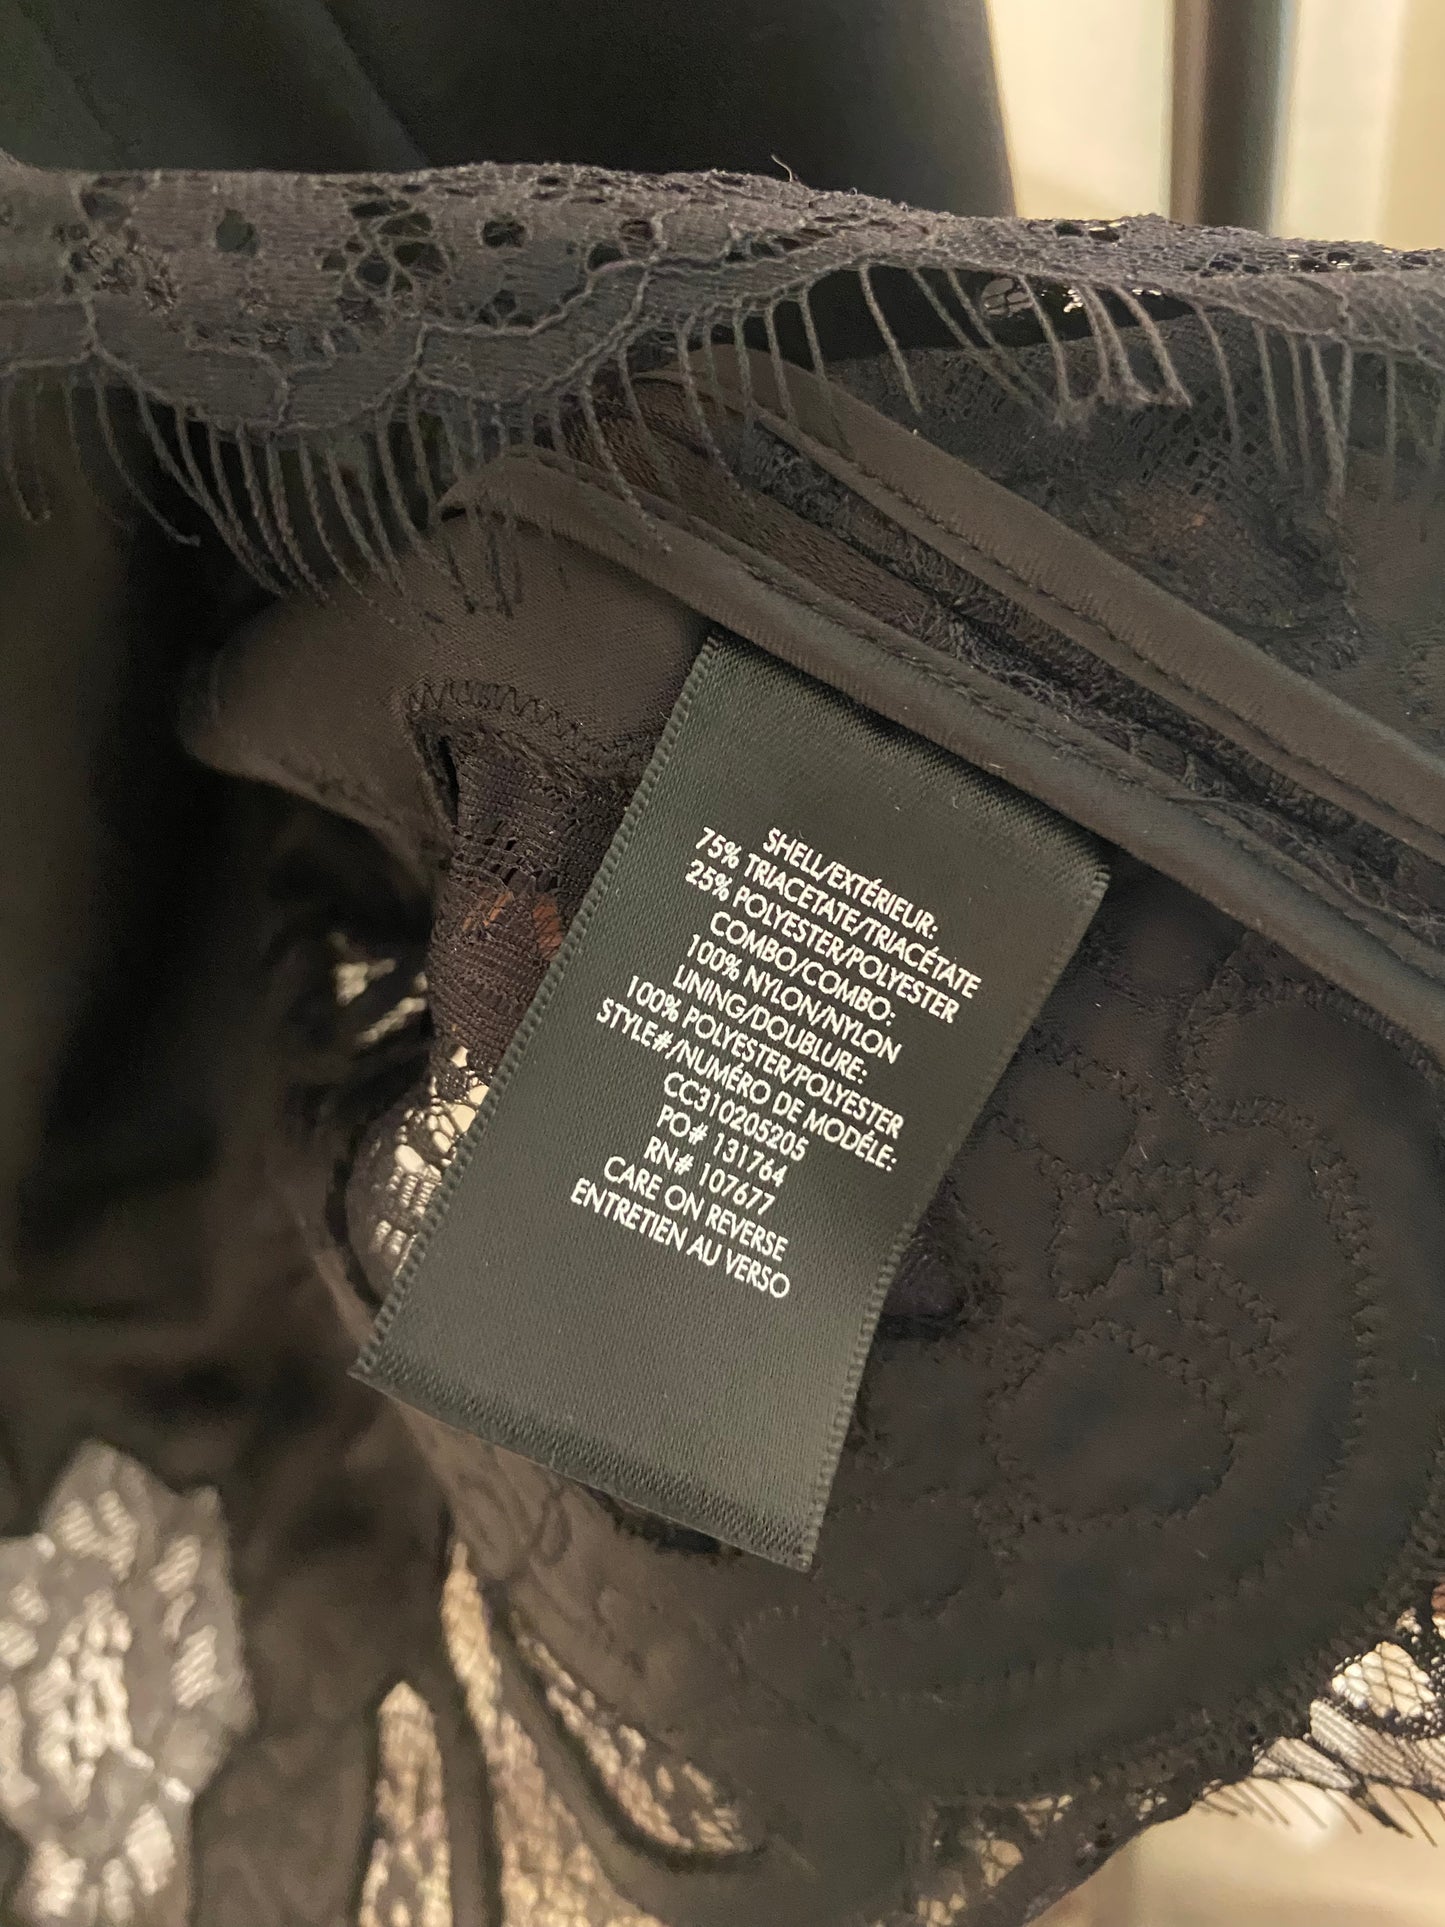 SHELL/EXTÉRIEUR:
75% TRIACETATE/TRIACÉTATE
25% POLYESTER/POLYESTER
COMBO/COMBO:
100% NYLON/NYLON
LINING/DOUBLURE:
100% POLYESTER/POLYESTER
STYLE#/NUMÉRO DE MODÉLE:
CC310205205
PO# 131764
RN# 107677
CARE ON REVERSE
ENTRETIEN AU VERSO